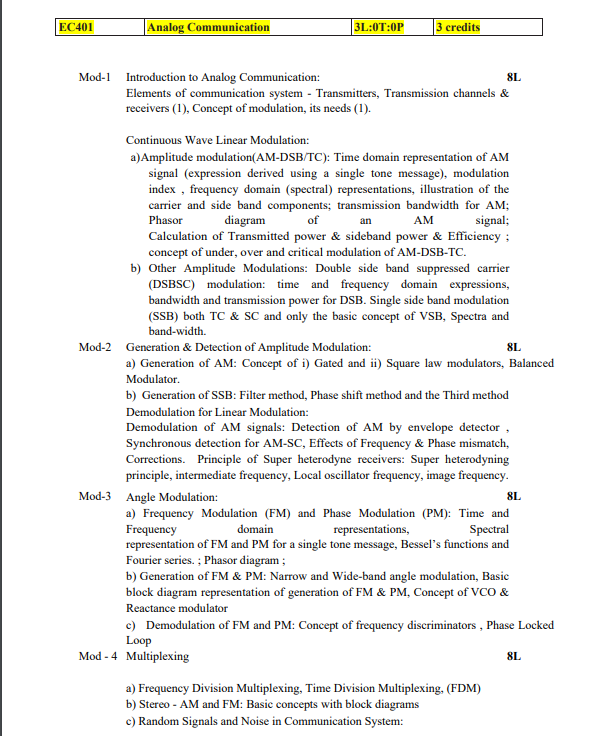 EC401 Analog Communication 3L:0T:0P 3 credits
Mod-1 Introduction to Analog Communication: 8L
Elements of communication system - Transmitters, Transmission channels &
receivers (1), Concept of modulation, its needs (1).
Continuous Wave Linear Modulation:
a)Amplitude modulation(AM-DSB/TC): Time domain representation of AM
signal (expression derived using a single tone message), modulation
index , frequency domain (spectral) representations, illustration of the
carrier and side band components; transmission bandwidth for AM;
Phasor diagram of an AM signal;
Calculation of Transmitted power & sideband power & Efficiency ;
concept of under, over and critical modulation of AM-DSB-TC.
b) Other Amplitude Modulations: Double side band suppressed carrier
(DSBSC) modulation: time and frequency domain expressions,
bandwidth and transmission power for DSB. Single side band modulation
(SSB) both TC & SC and only the basic concept of VSB, Spectra and
band-width.
Mod-2 Generation & Detection of Amplitude Modulation: 8L
a) Generation of AM: Concept of i) Gated and ii) Square law modulators, Balanced
Modulator.
b) Generation of SSB: Filter method, Phase shift method and the Third method
Demodulation for Linear Modulation:
Demodulation of AM signals: Detection of AM by envelope detector ,
Synchronous detection for AM-SC, Effects of Frequency & Phase mismatch,
Corrections. Principle of Super heterodyne receivers: Super heterodyning
principle, intermediate frequency, Local oscillator frequency, image frequency.
Mod-3 Angle Modulation: 8L
a) Frequency Modulation (FM) and Phase Modulation (PM): Time and
Frequency domain representations, Spectral
representation of FM and PM for a single tone message, Bessel's functions and
Fourier series. ; Phasor diagram ;
b) Generation of FM & PM: Narrow and Wide-band angle modulation, Basic
block diagram representation of generation of FM & PM, Concept of VCO &
Reactance modulator
c) Demodulation of FM and PM: Concept of frequency discriminators , Phase Locked
Loop
Mod - 4 Multiplexing 8L
a) Frequency Division Multiplexing, Time Division Multiplexing, (FDM)
b) Stereo - AM and FM: Basic concepts with block diagrams
c) Random Signals and Noise in Communication System: